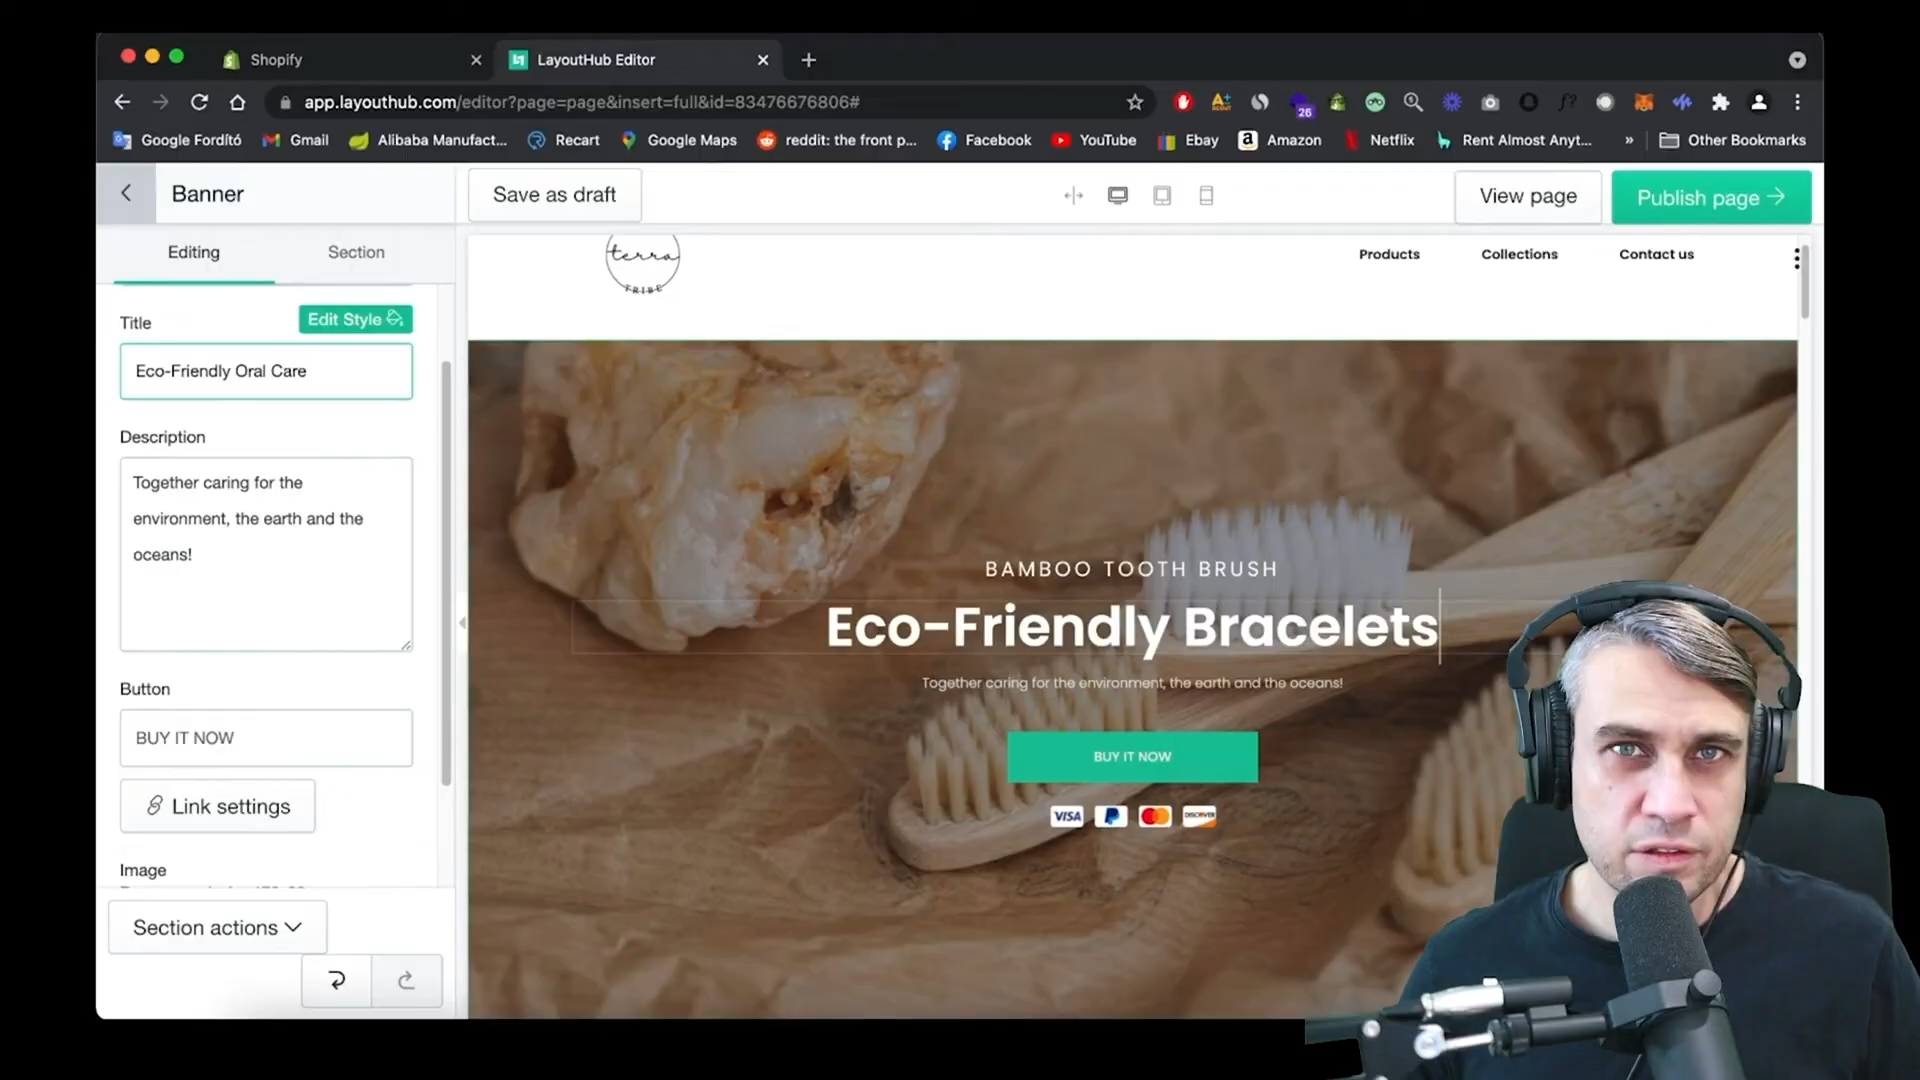 Shopify
LayoutHub Editor
app.layouthub.com/editor?page=page&insert=full&id=83476676806#
26
Google Fordító
Gmail
Alibaba Manufact...
Recart
Google Maps
reddit: the front p...
Facebook
YouTube
Ebay
Amazon
Netflix
Rent Almost Anyt...
»
Other Bookmarks
Banner
Save as draft
View page
Publish page
Editing
Section
terra
TRIBE
Products
Collections
Contact us
Title
Edit Style
Eco-Friendly Oral Care
Description
Together caring for the
environment, the earth and the
oceans!
Button
BUY IT NOW
Link settings
Image
Section actions
BAMBOO TOOTH BRUSH
Eco-Friendly Bracelets
Together caring for the environment, the earth and the oceans!
BUY IT NOW
VISA
DISCOVER